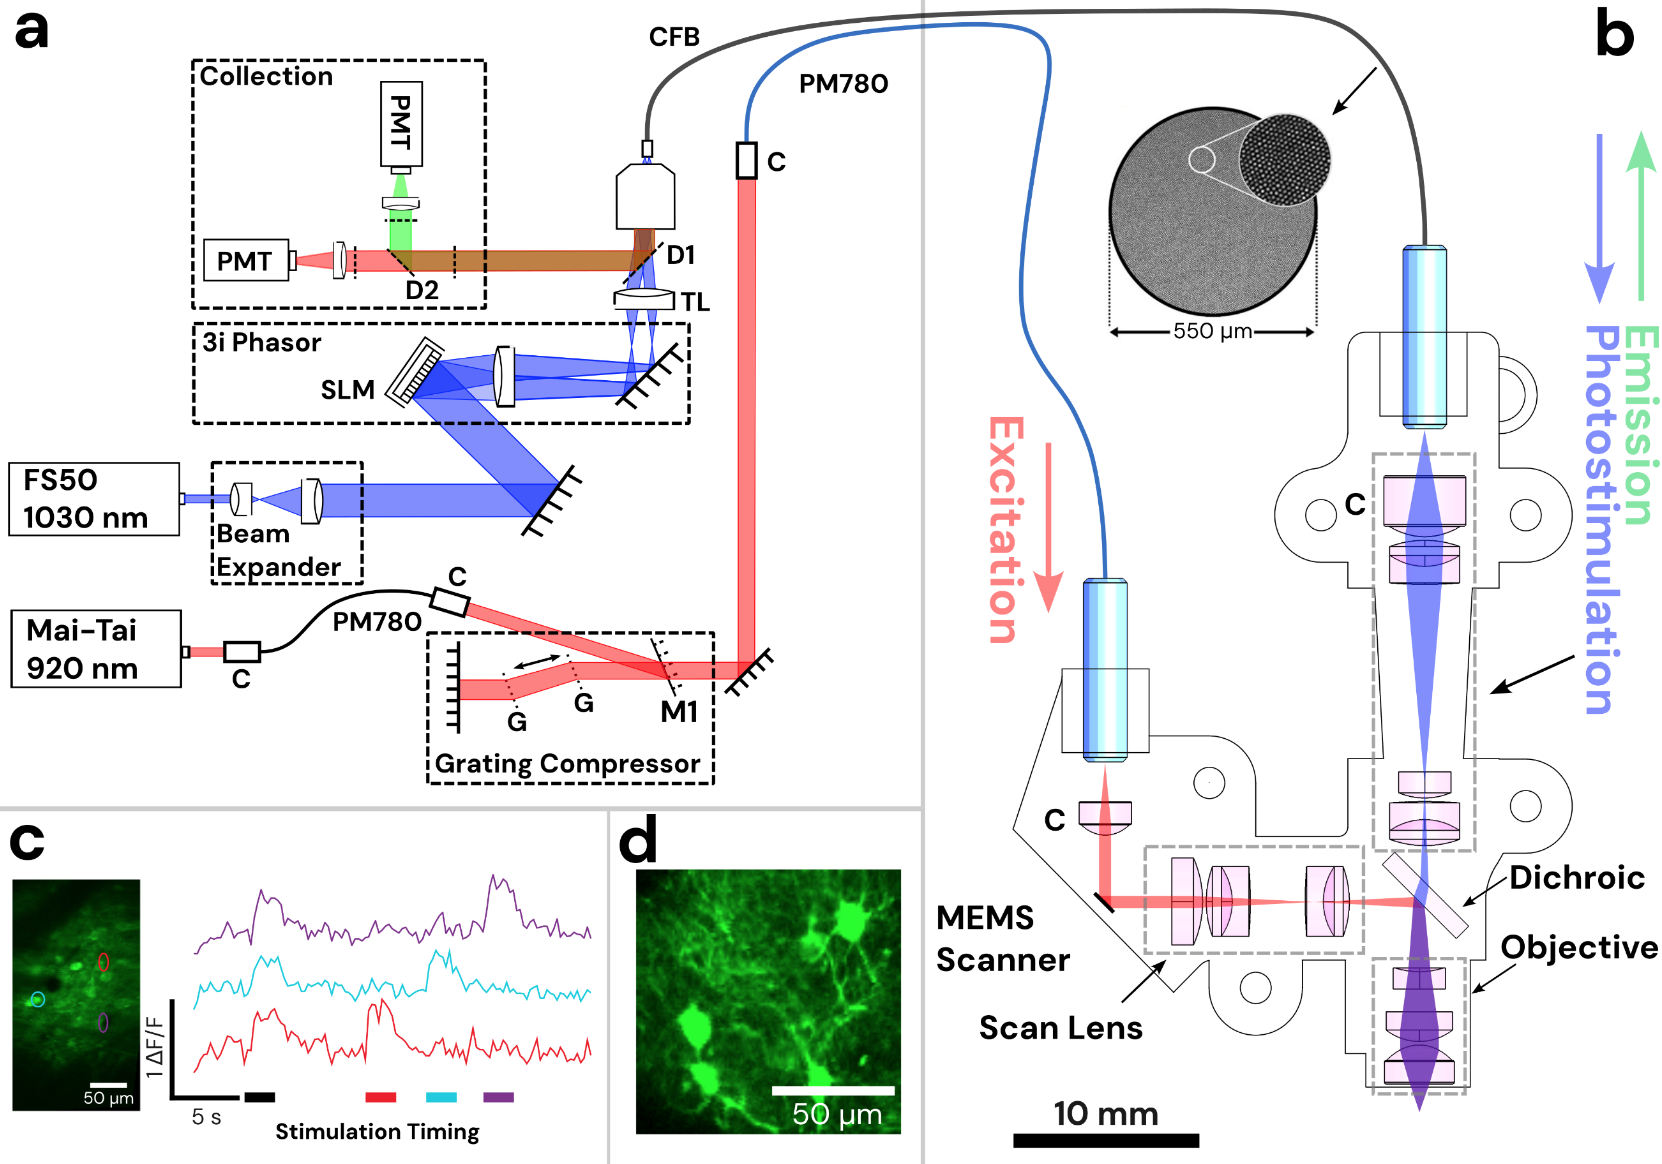 a
Collection
PMT
PMT
D2
CFB
PM780
C
D1
TL
3i Phasor
SLM
FS50
1030 nm
Beam
Expander
Mai-Tai
920 nm
C
PM780
C
G
G
M1
Grating Compressor
b
550 µm
Emission
Photostimulation
Excitation
C
C
Dichroic
Objective
MEMS
Scanner
Scan Lens
10 mm
c
50 µm
1 ΔF/F
5 s
Stimulation Timing
d
50 µm